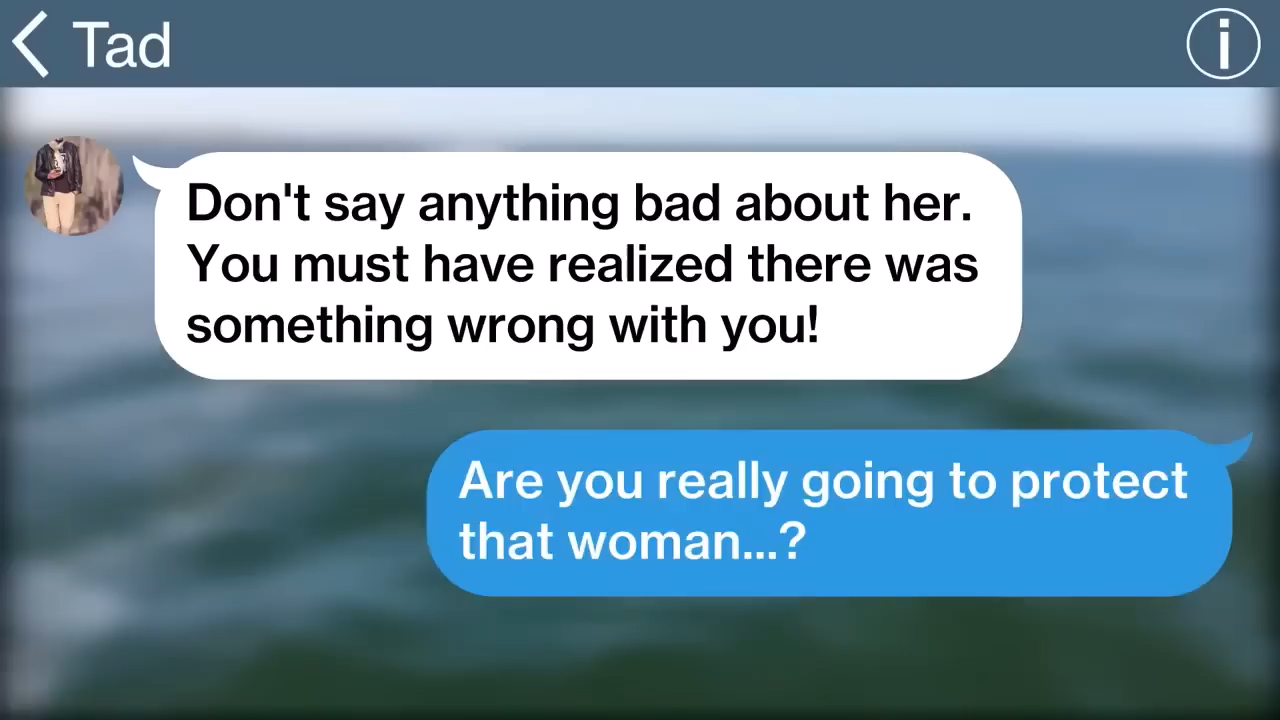 Tad
Don't say anything bad about her.
You must have realized there was
something wrong with you!
Are you really going to protect
that woman...?